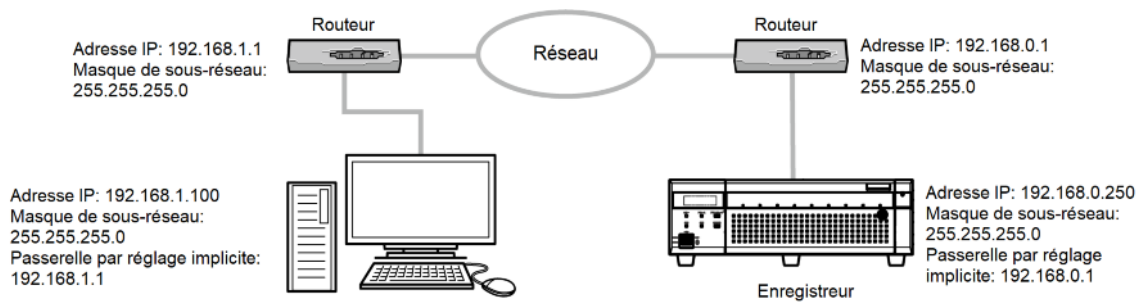 Routeur
Adresse IP: 192.168.1.1
Masque de sous-réseau:
255.255.255.0
Réseau
Routeur
Adresse IP: 192.168.0.1
Masque de sous-réseau:
255.255.255.0
Adresse IP: 192.168.1.100
Masque de sous-réseau:
255.255.255.0
Passerelle par réglage implicite:
192.168.1.1
Adresse IP: 192.168.0.250
Masque de sous-réseau:
255.255.255.0
Passerelle par réglage
implicite: 192.168.0.1
Enregistreur